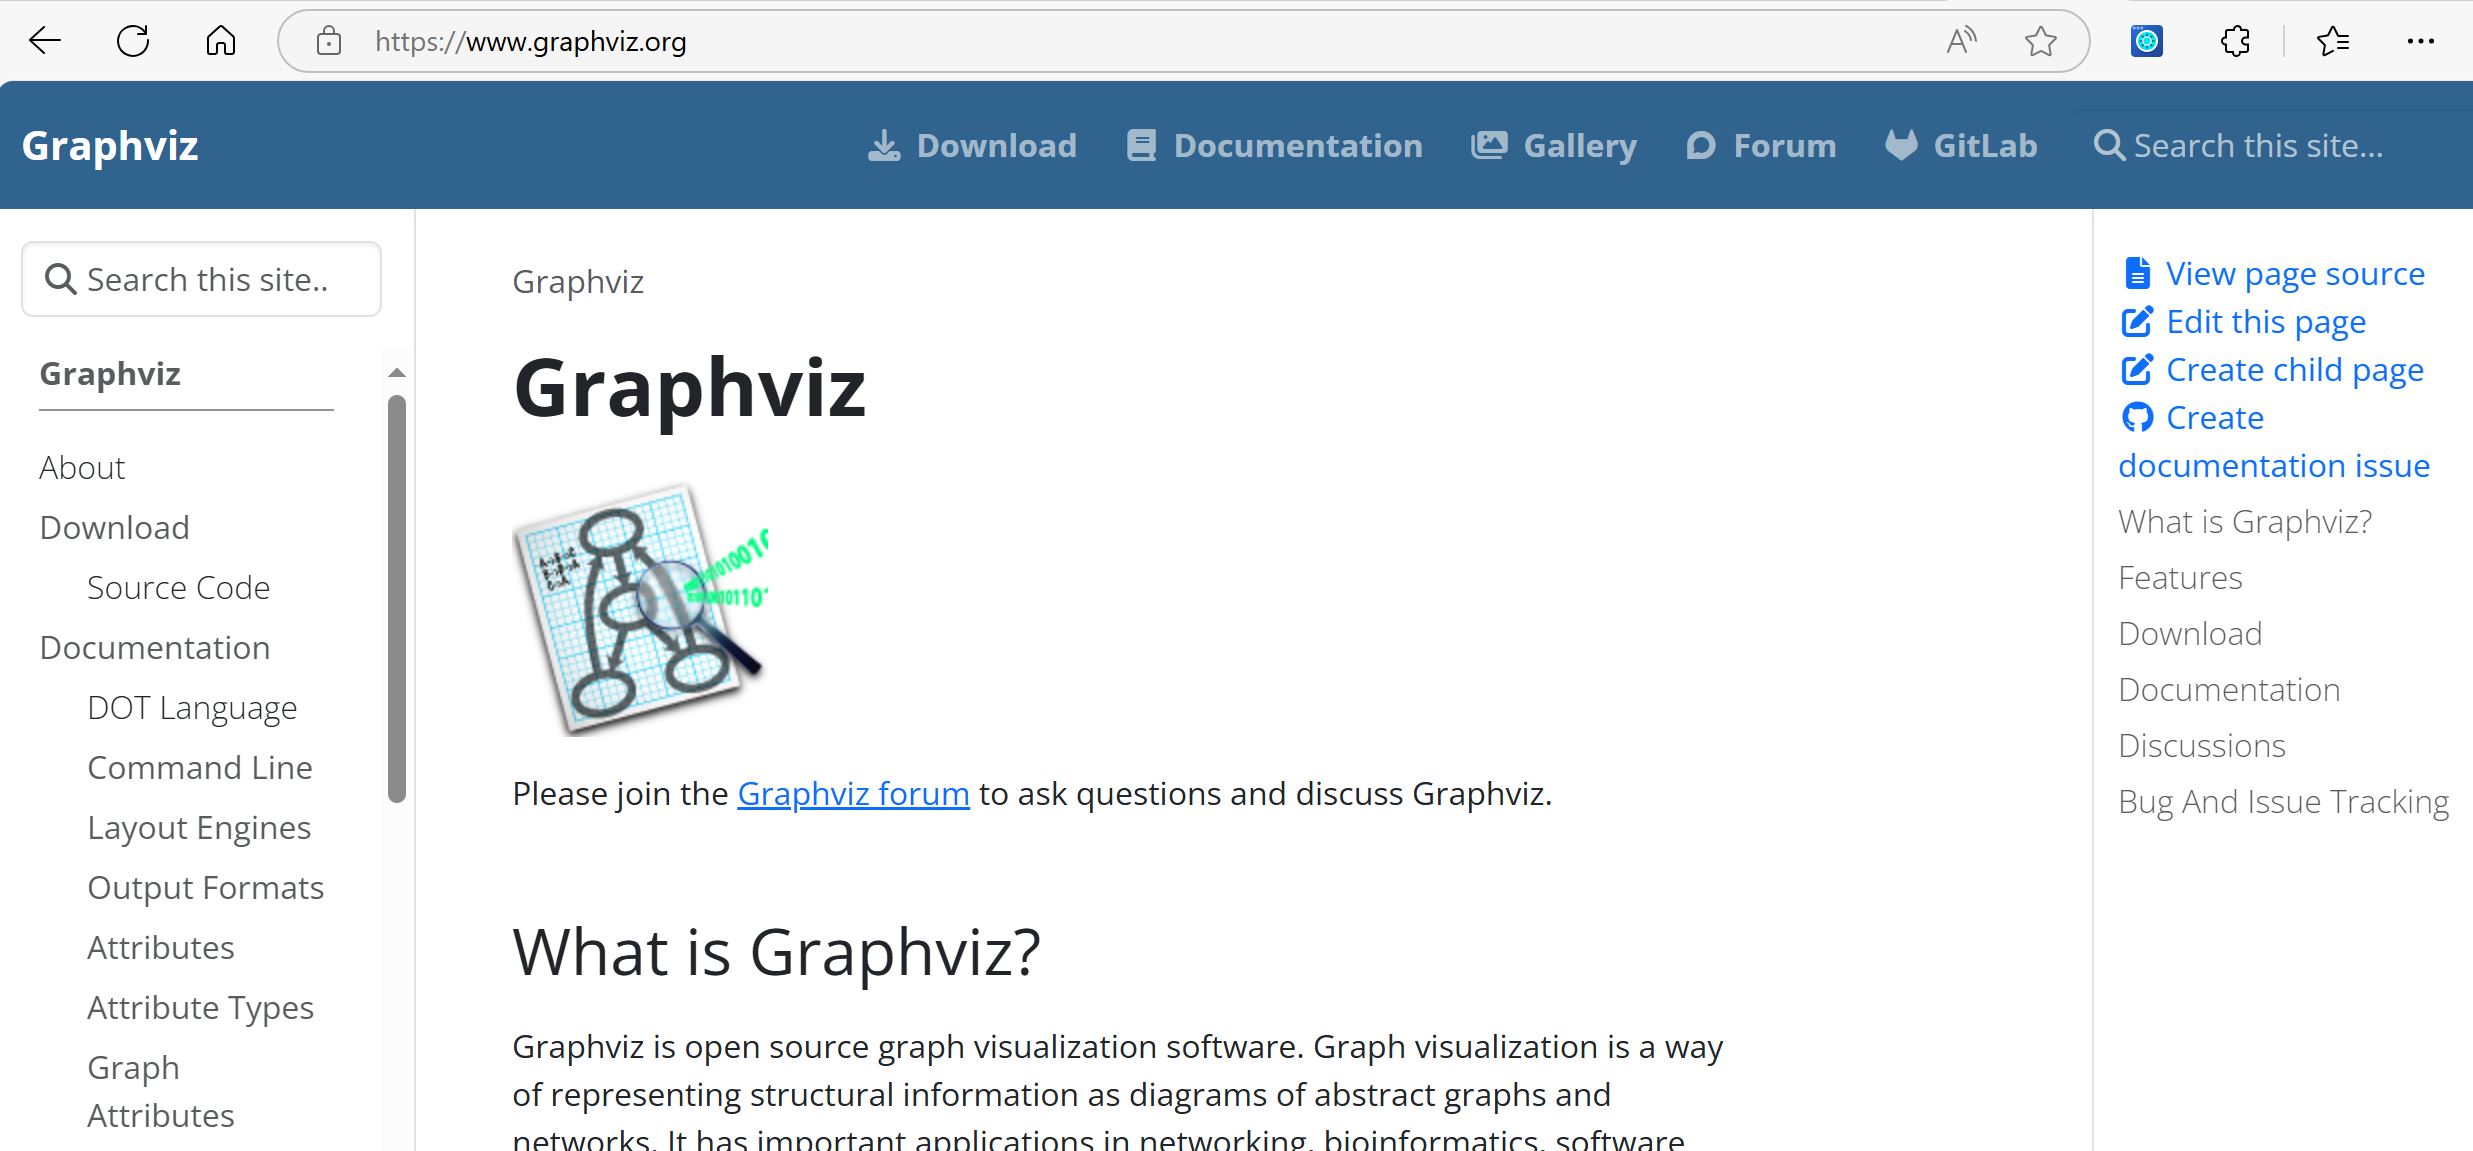 https://www.graphviz.org
Graphviz
Download
Documentation
Gallery
Forum
GitLab
Search this site...
Search this site..
Graphviz
About
Download
Source Code
Documentation
DOT Language
Command Line
Layout Engines
Output Formats
Attributes
Attribute Types
Graph
Attributes
Graphviz
Graphviz
Please join the Graphviz forum to ask questions and discuss Graphviz.
What is Graphviz?
Graphviz is open source graph visualization software. Graph visualization is a way
of representing structural information as diagrams of abstract graphs and
networks. It has important applications in networking, bioinformatics, software
View page source
Edit this page
Create child page
Create
documentation issue
What is Graphviz?
Features
Download
Documentation
Discussions
Bug And Issue Tracking